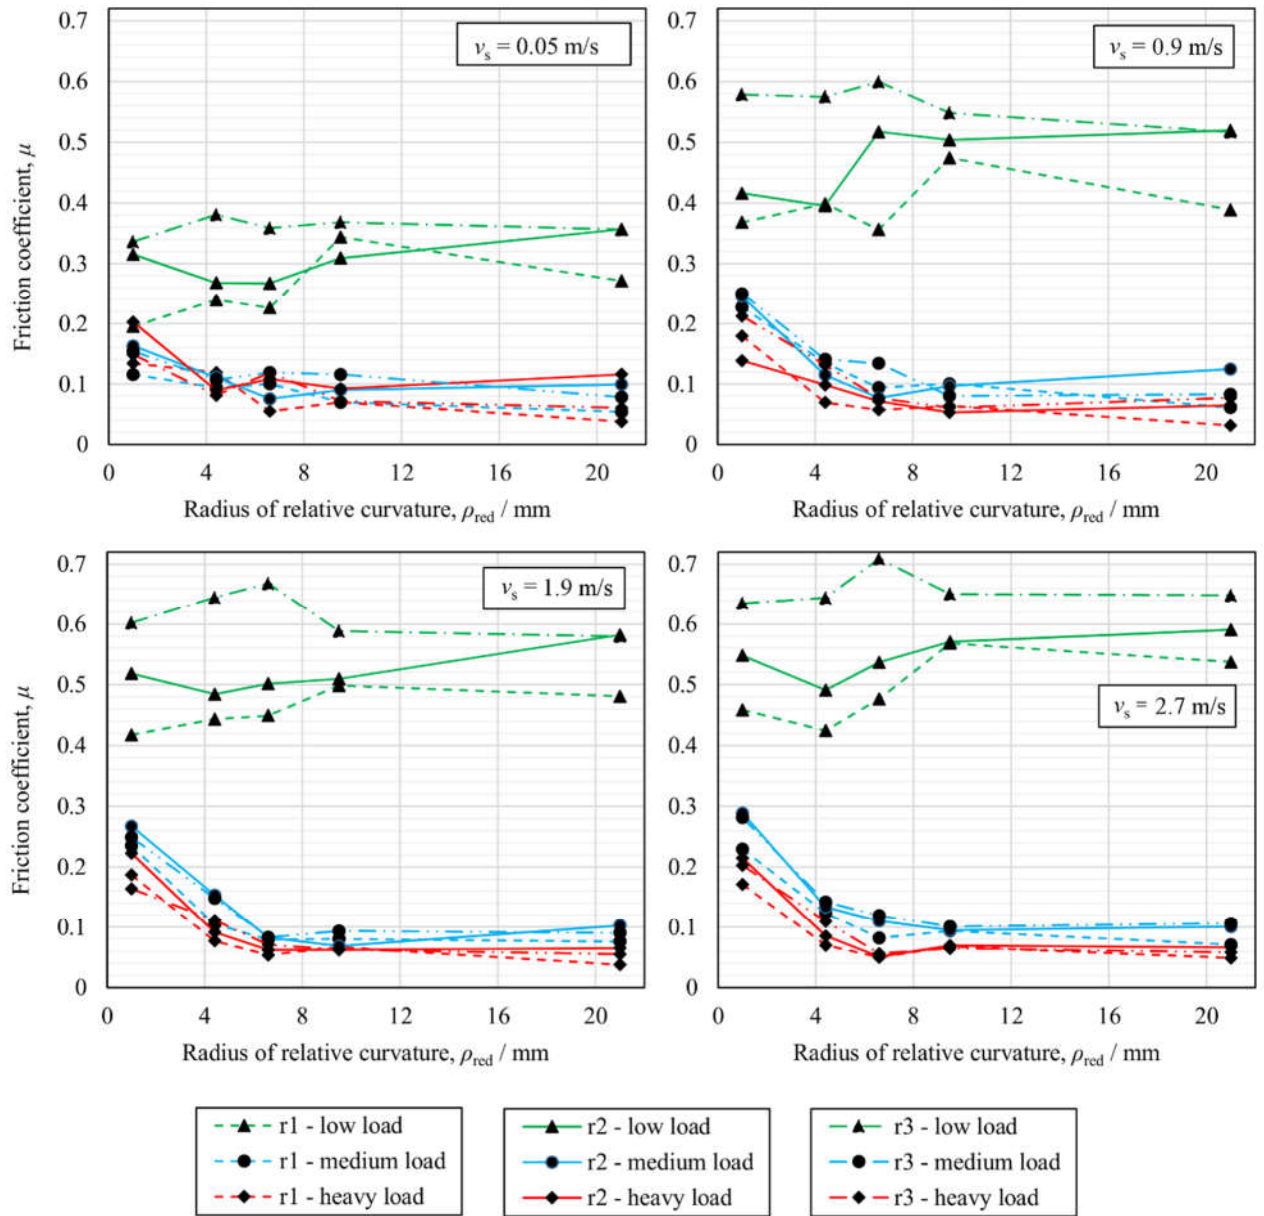 0.7
0.6
0.5
0.4
0.3
0.2
0.1
0
Friction coefficient, μ
vs = 0.05 m/s
0 4 8 12 16 20
Radius of relative curvature, ρred / mm
0.7
0.6
0.5
0.4
0.3
0.2
0.1
0
vs = 0.9 m/s
0 4 8 12 16 20
Radius of relative curvature, ρred / mm
0.7
0.6
0.5
0.4
0.3
0.2
0.1
0
Friction coefficient, μ
vs = 1.9 m/s
0 4 8 12 16 20
Radius of relative curvature, ρred / mm
0.7
0.6
0.5
0.4
0.3
0.2
0.1
0
vs = 2.7 m/s
0 4 8 12 16 20
Radius of relative curvature, ρred / mm
r1 - low load
r1 - medium load
r1 - heavy load
r2 - low load
r2 - medium load
r2 - heavy load
r3 - low load
r3 - medium load
r3 - heavy load